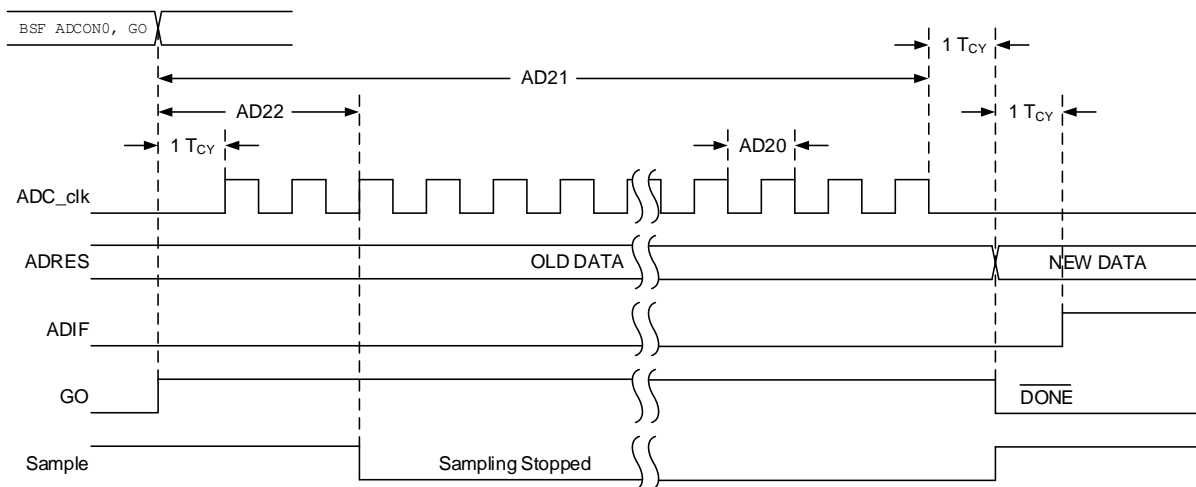 BSF ADCON0, GO
1 TCY
AD21
AD22
1 TCY
1 TCY
AD20
ADC_clk
ADRES
OLD DATA
NEW DATA
ADIF
GO
DONE
Sample
Sampling Stopped